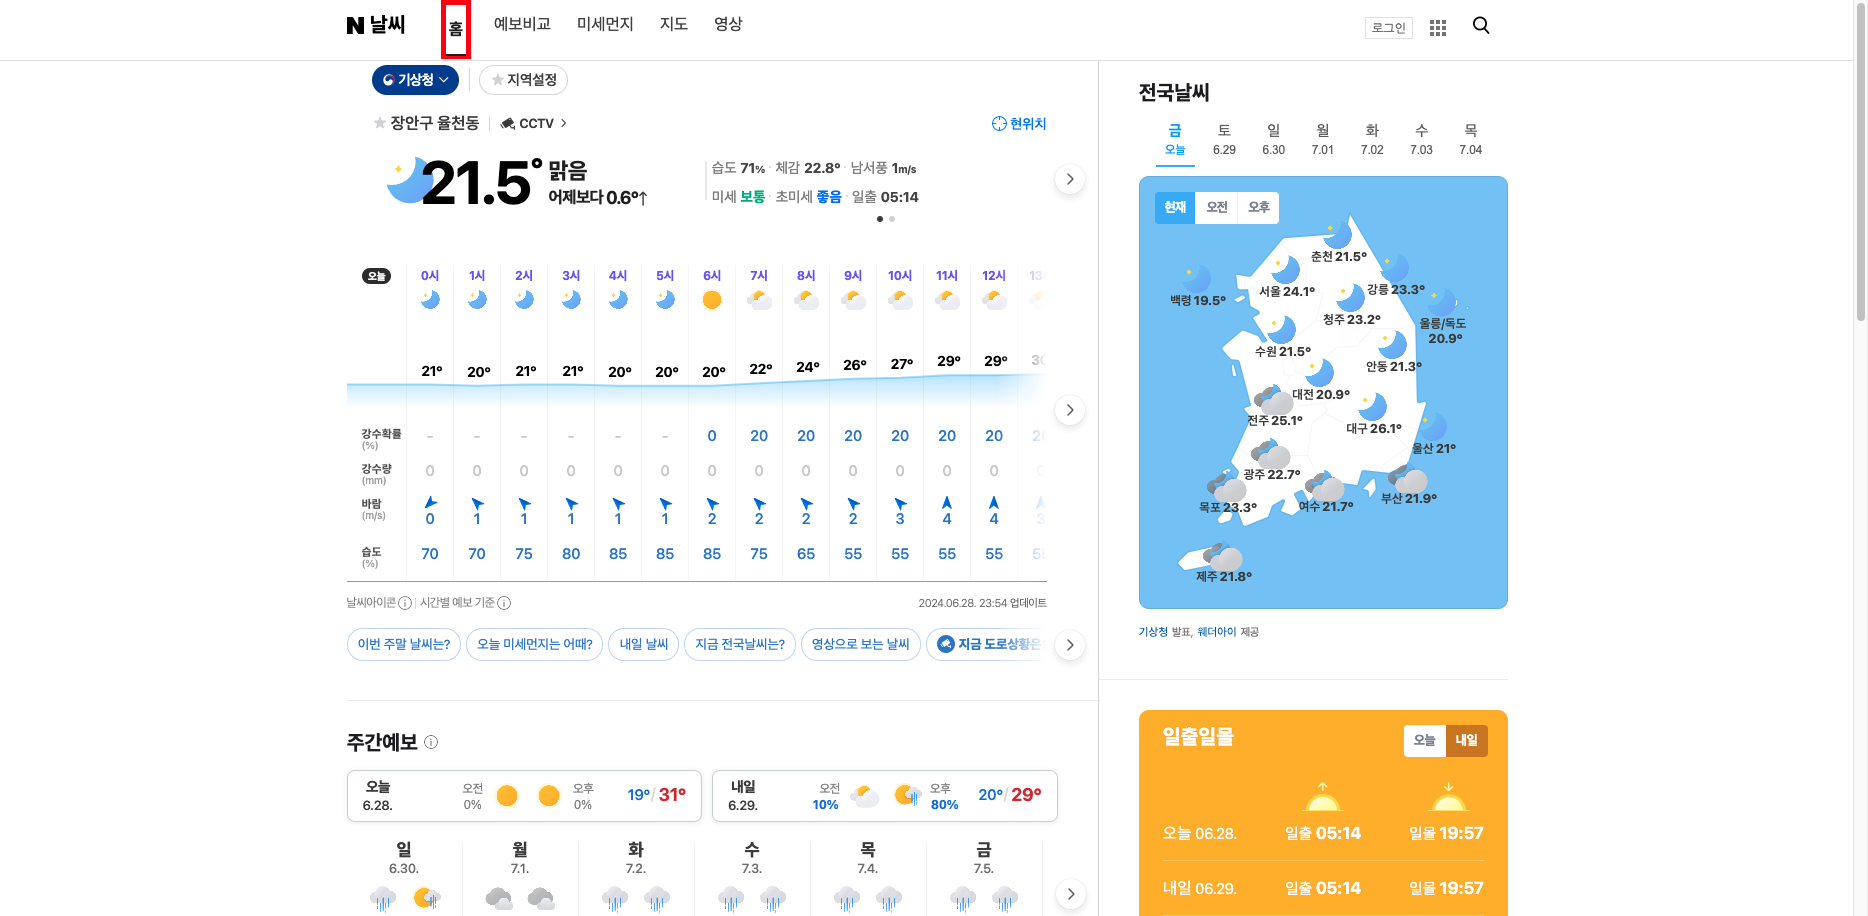 N 날씨
홈
예보비교
미세먼지
지도
영상
로그인
기상청
지역설정
장안구 율천동
CCTV
현위치
21.5°
맑음
어제보다 0.6°↑
습도 71% · 체감 22.8° · 남서풍 1m/s
미세 보통 · 초미세 좋음 · 일출 05:14
오늘 0시 1시 2시 3시 4시 5시 6시 7시 8시 9시 10시 11시 12시
21° 20° 21° 21° 20° 20° 20° 22° 24° 26° 27° 29° 29° 30
강수확률
(%)
- - - - - - 0 20 20 20 20 20 20 20
강수량
(mm)
0 0 0 0 0 0 0 0 0 0 0 0 0 0
바람
(m/s)
0 1 1 1 1 1 2 2 2 2 3 4 4 3
습도
(%)
70 70 75 80 85 85 85 75 65 55 55 55 55 55
날씨아이콘
시간별 예보 기준
2024.06.28. 23:54 업데이트
이번 주말 날씨는?
오늘 미세먼지는 어때?
내일 날씨
지금 전국날씨는?
영상으로 보는 날씨
지금 도로상황은?
주간예보
오늘
6.28.
오전
0%
오후
0%
19°/31°
내일
6.29.
오전
10%
오후
80%
20°/29°
일
6.30.
월
7.1.
화
7.2.
수
7.3.
목
7.4.
금
7.5.
전국날씨
금 토 일 월 화 수 목
오늘 6.29 6.30 7.01 7.02 7.03 7.04
현재 오전 오후
춘천 21.5°
백령 19.5°
서울 24.1°
강릉 23.3°
청주 23.2°
울릉/독도
20.9°
수원 21.5°
안동 21.3°
대전 20.9°
전주 25.1°
대구 26.1°
울산 21°
광주 22.7°
목포 23.3°
여수 21.7°
부산 21.9°
제주 21.8°
기상청 발표, 웨더아이 제공
일출일몰
오늘 내일
오늘 06.28. 일출 05:14 일몰 19:57
내일 06.29. 일출 05:14 일몰 19:57